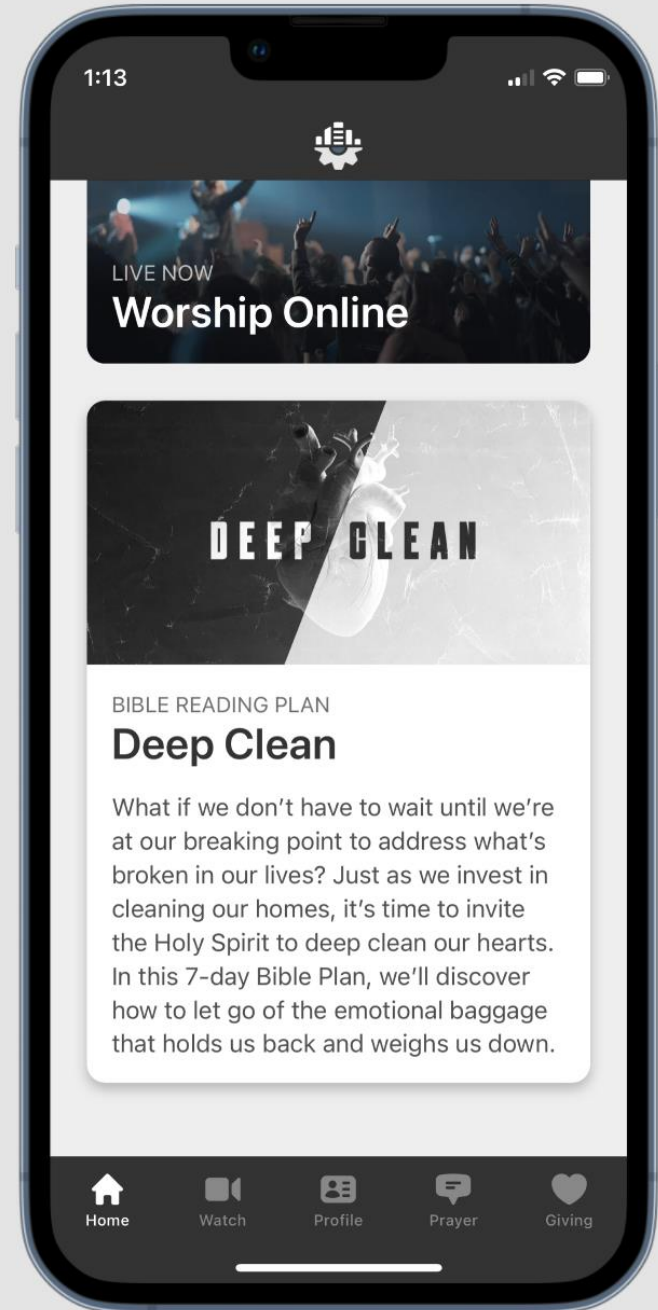 1:13
LIVE NOW
Worship Online
DEEP CLEAN
BIBLE READING PLAN
Deep Clean
What if we don’t have to wait until we’re
at our breaking point to address what’s
broken in our lives? Just as we invest in
cleaning our homes, it’s time to invite
the Holy Spirit to deep clean our hearts.
In this 7-day Bible Plan, we’ll discover
how to let go of the emotional baggage
that holds us back and weighs us down.
Home Watch Profile Prayer Giving